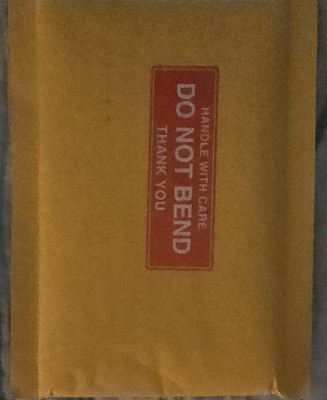 HANDLE WITH CARE
DO NOT BEND
THANK YOU